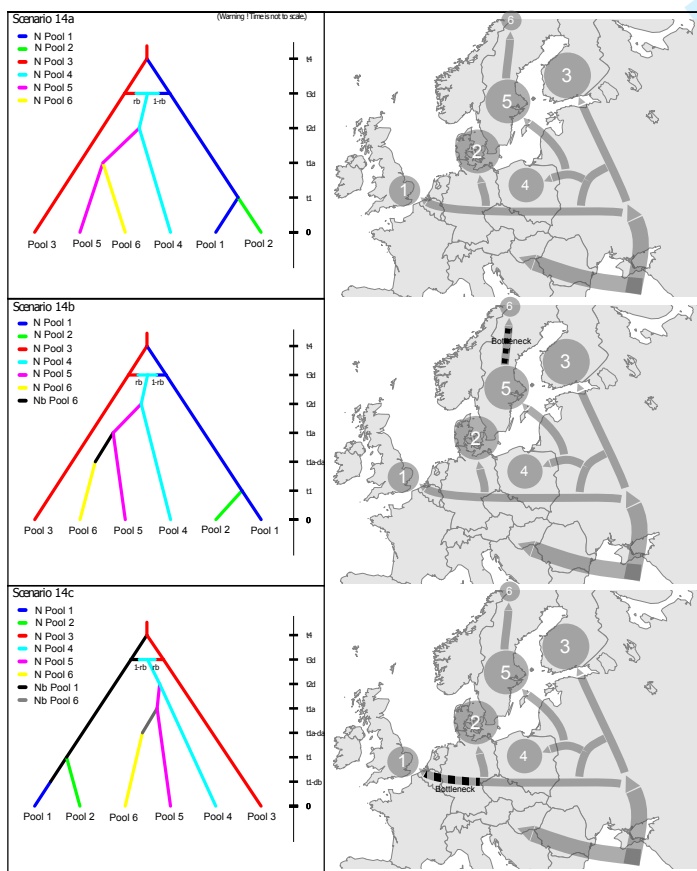 Scenario 14a
(Warning ! Time is not to scale.)
N Pool 1
N Pool 2
N Pool 3
N Pool 4
N Pool 5
N Pool 6
t4
t3d
rb 1-rb
t2d
t1a
t1
0
Pool 3 Pool 5 Pool 6 Pool 4 Pool 1 Pool 2
6
3
5
2
4
1
Scenario 14b
N Pool 1
N Pool 2
N Pool 3
N Pool 4
N Pool 5
N Pool 6
Nb Pool 6
t4
t3d
rb 1-rb
t2d
t1a
t1a-da
t1
0
Pool 3 Pool 6 Pool 5 Pool 4 Pool 2 Pool 1
6
Bottleneck
3
5
2
4
1
Scenario 14c
N Pool 1
N Pool 2
N Pool 3
N Pool 4
N Pool 5
N Pool 6
Nb Pool 1
Nb Pool 6
t4
t3d
1-rb rb
t2d
t1a
t1a-da
t1
t1-db
0
Pool 1 Pool 2 Pool 6 Pool 5 Pool 4 Pool 3
6
3
5
2
4
1
Bottleneck